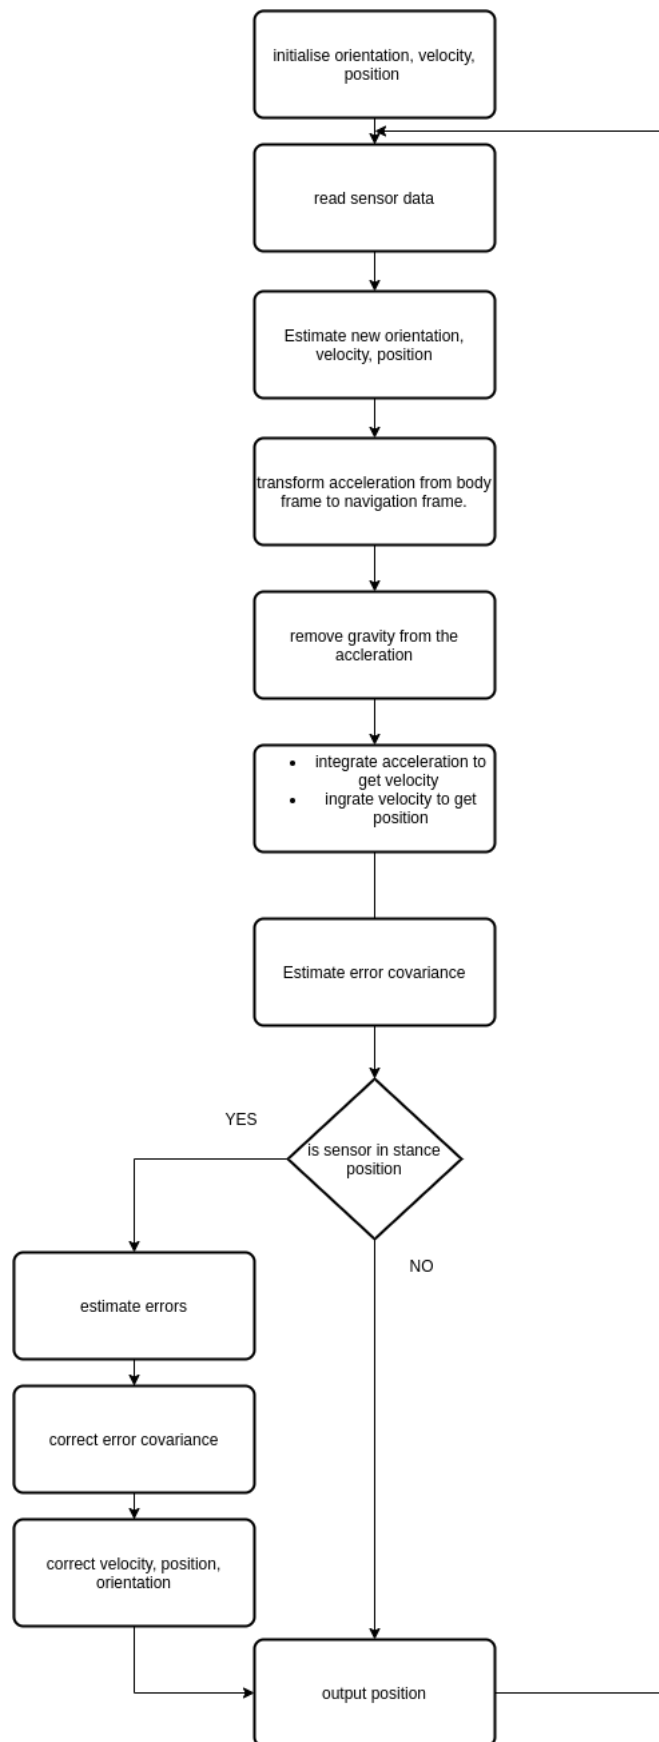 initialise orientation, velocity,
position
read sensor data
Estimate new orientation,
velocity, position
transform acceleration from body
frame to navigation frame.
remove gravity from the
accleration
• integrate acceleration to
get velocity
• ingrate velocity to get
position
Estimate error covariance
is sensor in stance
position
YES
NO
estimate errors
correct error covariance
correct velocity, position,
orientation
output position